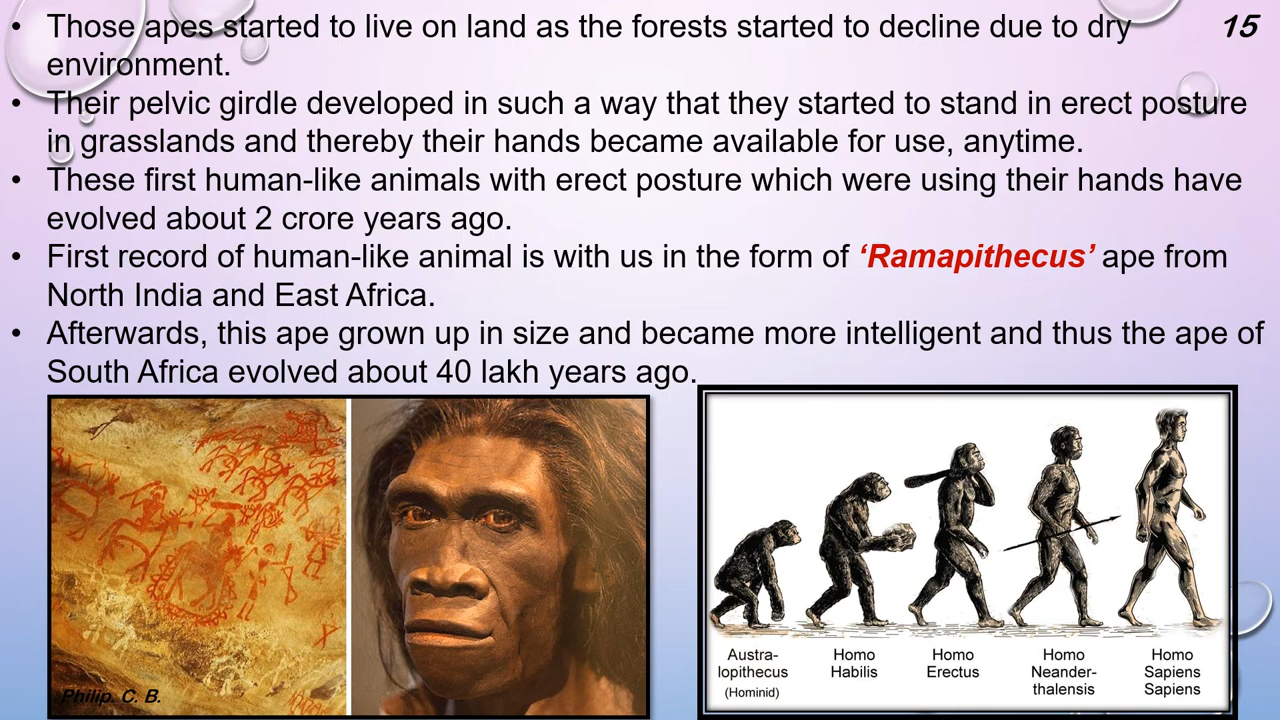 15
• Those apes started to live on land as the forests started to decline due to dry
environment.
• Their pelvic girdle developed in such a way that they started to stand in erect posture
in grasslands and thereby their hands became available for use, anytime.
• These first human-like animals with erect posture which were using their hands have
evolved about 2 crore years ago.
• First record of human-like animal is with us in the form of ‘Ramapithecus’ ape from
North India and East Africa.
• Afterwards, this ape grown up in size and became more intelligent and thus the ape of
South Africa evolved about 40 lakh years ago.
Philip. C. B.
Austra-
lopithecus
(Hominid)
Homo
Habilis
Homo
Erectus
Homo
Neander-
thalensis
Homo
Sapiens
Sapiens